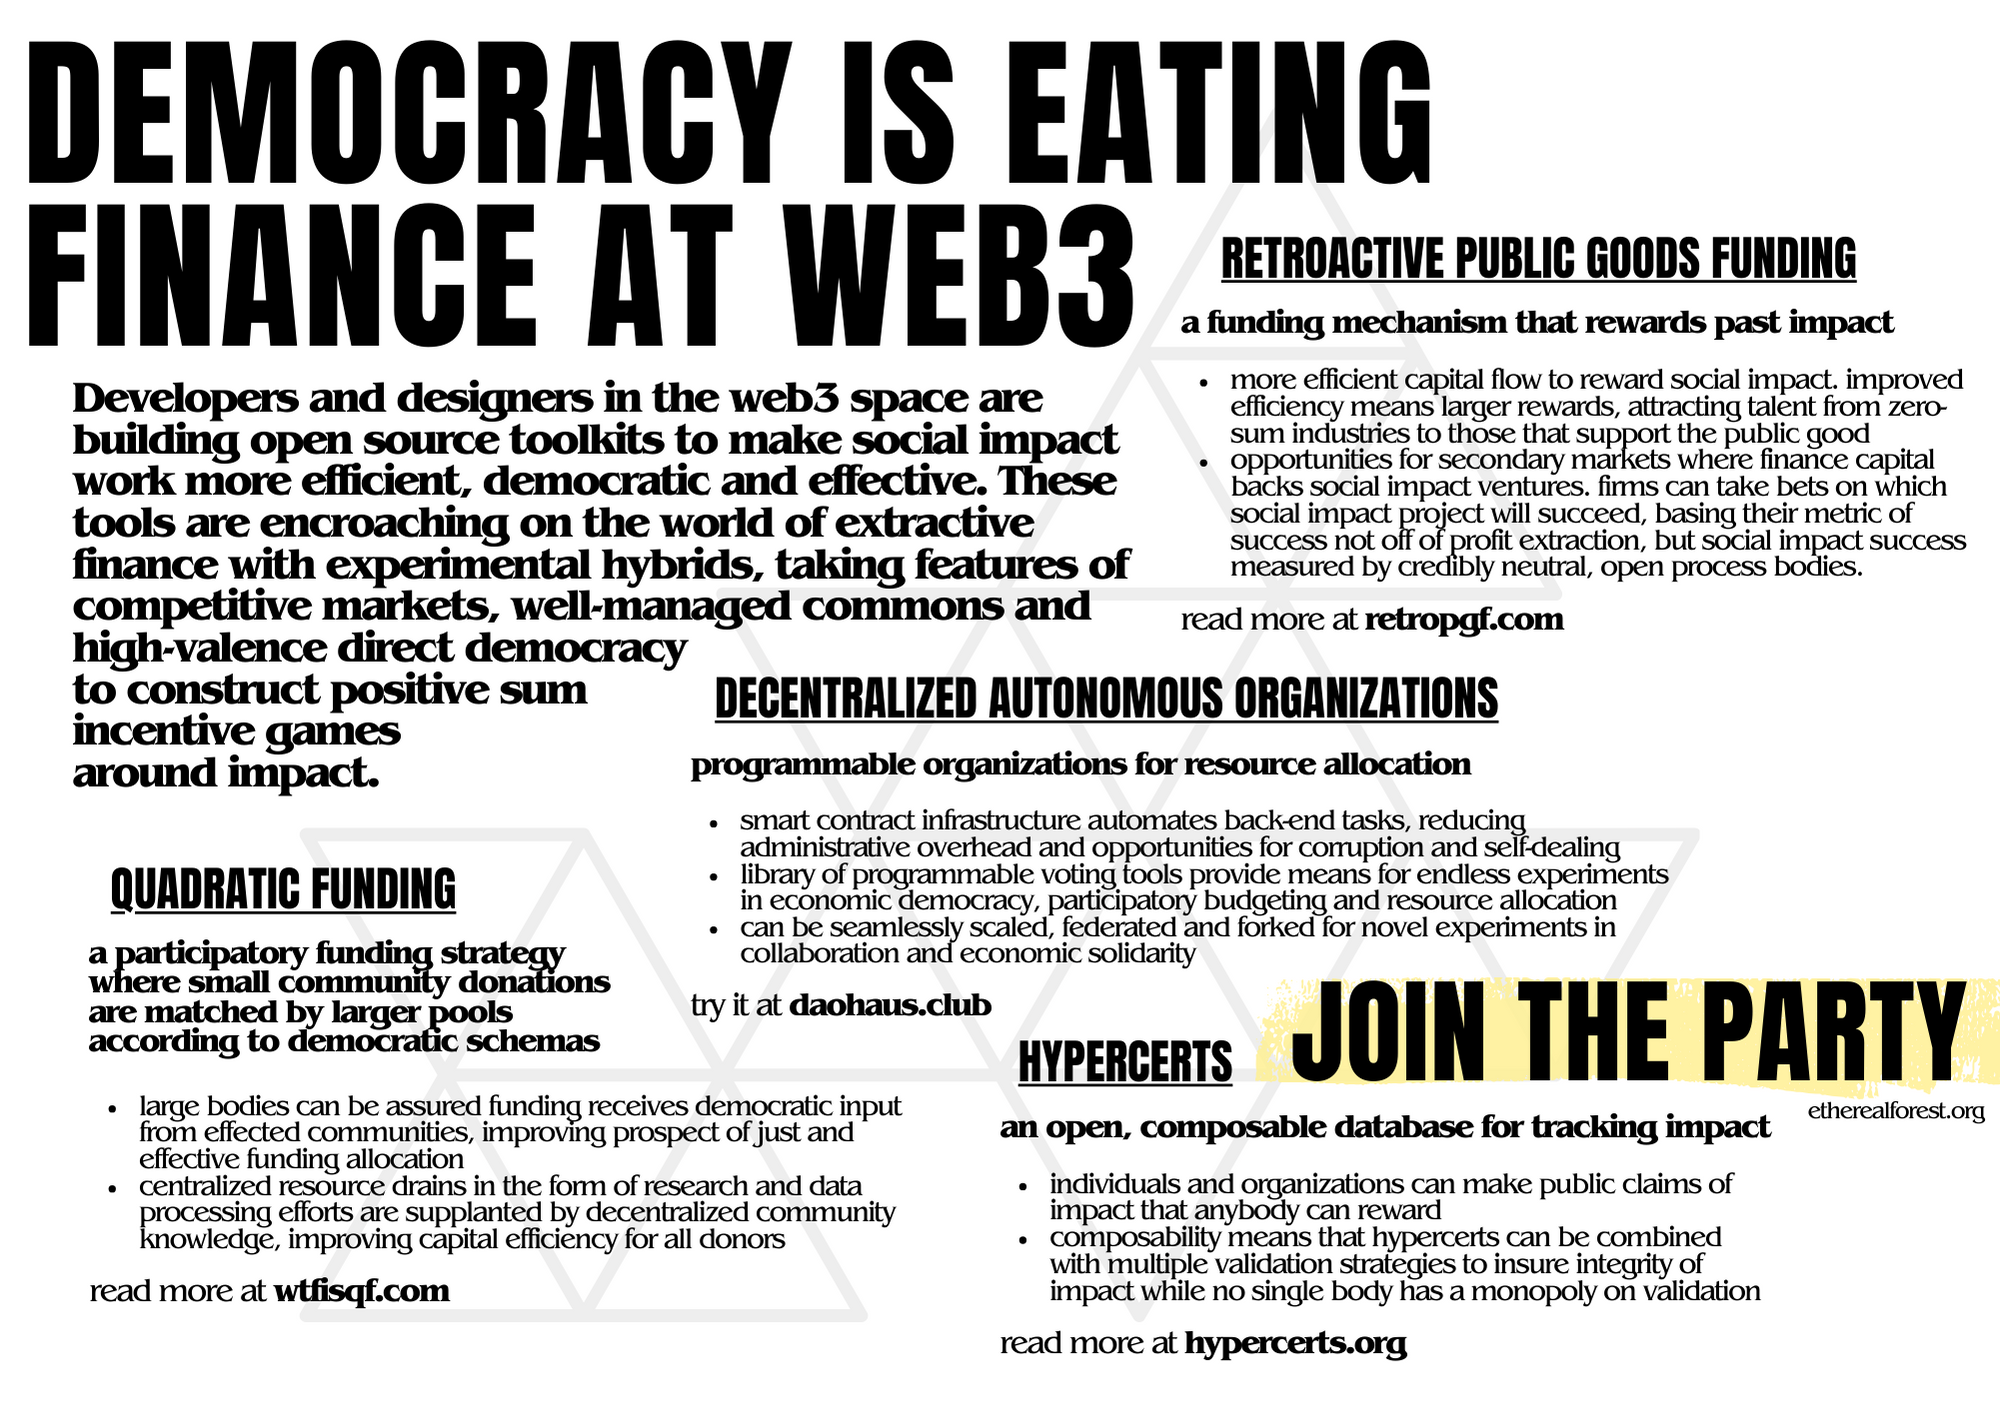 DEMOCRACY IS EATING
FINANCE AT WEB3
Developers and designers in the web3 space are
building open source toolkits to make social impact
work more efficient, democratic and effective. These
tools are encroaching on the world of extractive
finance with experimental hybrids, taking features of
competitive markets, well-managed commons and
high-valence direct democracy
to construct positive sum
incentive games
around impact.
RETROACTIVE PUBLIC GOODS FUNDING
a funding mechanism that rewards past impact
• more efficient capital flow to reward social impact. improved
efficiency means larger rewards, attracting talent from zero-
sum industries to those that support the public good
• opportunities for secondary markets where finance capital
backs social impact ventures. firms can take bets on which
social impact project will succeed, basing their metric of
success not off of profit extraction, but social impact success
measured by credibly neutral, open process bodies.
read more at retropgf.com
DECENTRALIZED AUTONOMOUS ORGANIZATIONS
programmable organizations for resource allocation
• smart contract infrastructure automates back-end tasks, reducing
administrative overhead and opportunities for corruption and self-dealing
• library of programmable voting tools provide means for endless experiments
in economic democracy, participatory budgeting and resource allocation
• can be seamlessly scaled, federated and forked for novel experiments in
collaboration and economic solidarity
try it at daohaus.club
QUADRATIC FUNDING
a participatory funding strategy
where small community donations
are matched by larger pools
according to democratic schemas
• large bodies can be assured funding receives democratic input
from effected communities, improving prospect of just and
effective funding allocation
• centralized resource drains in the form of research and data
processing efforts are supplanted by decentralized community
knowledge, improving capital efficiency for all donors
read more at wtfisqf.com
HYPERCERTS
an open, composable database for tracking impact
• individuals and organizations can make public claims of
impact that anybody can reward
• composability means that hypercerts can be combined
with multiple validation strategies to insure integrity of
impact while no single body has a monopoly on validation
read more at hypercerts.org
JOIN THE PARTY
etherealforest.org